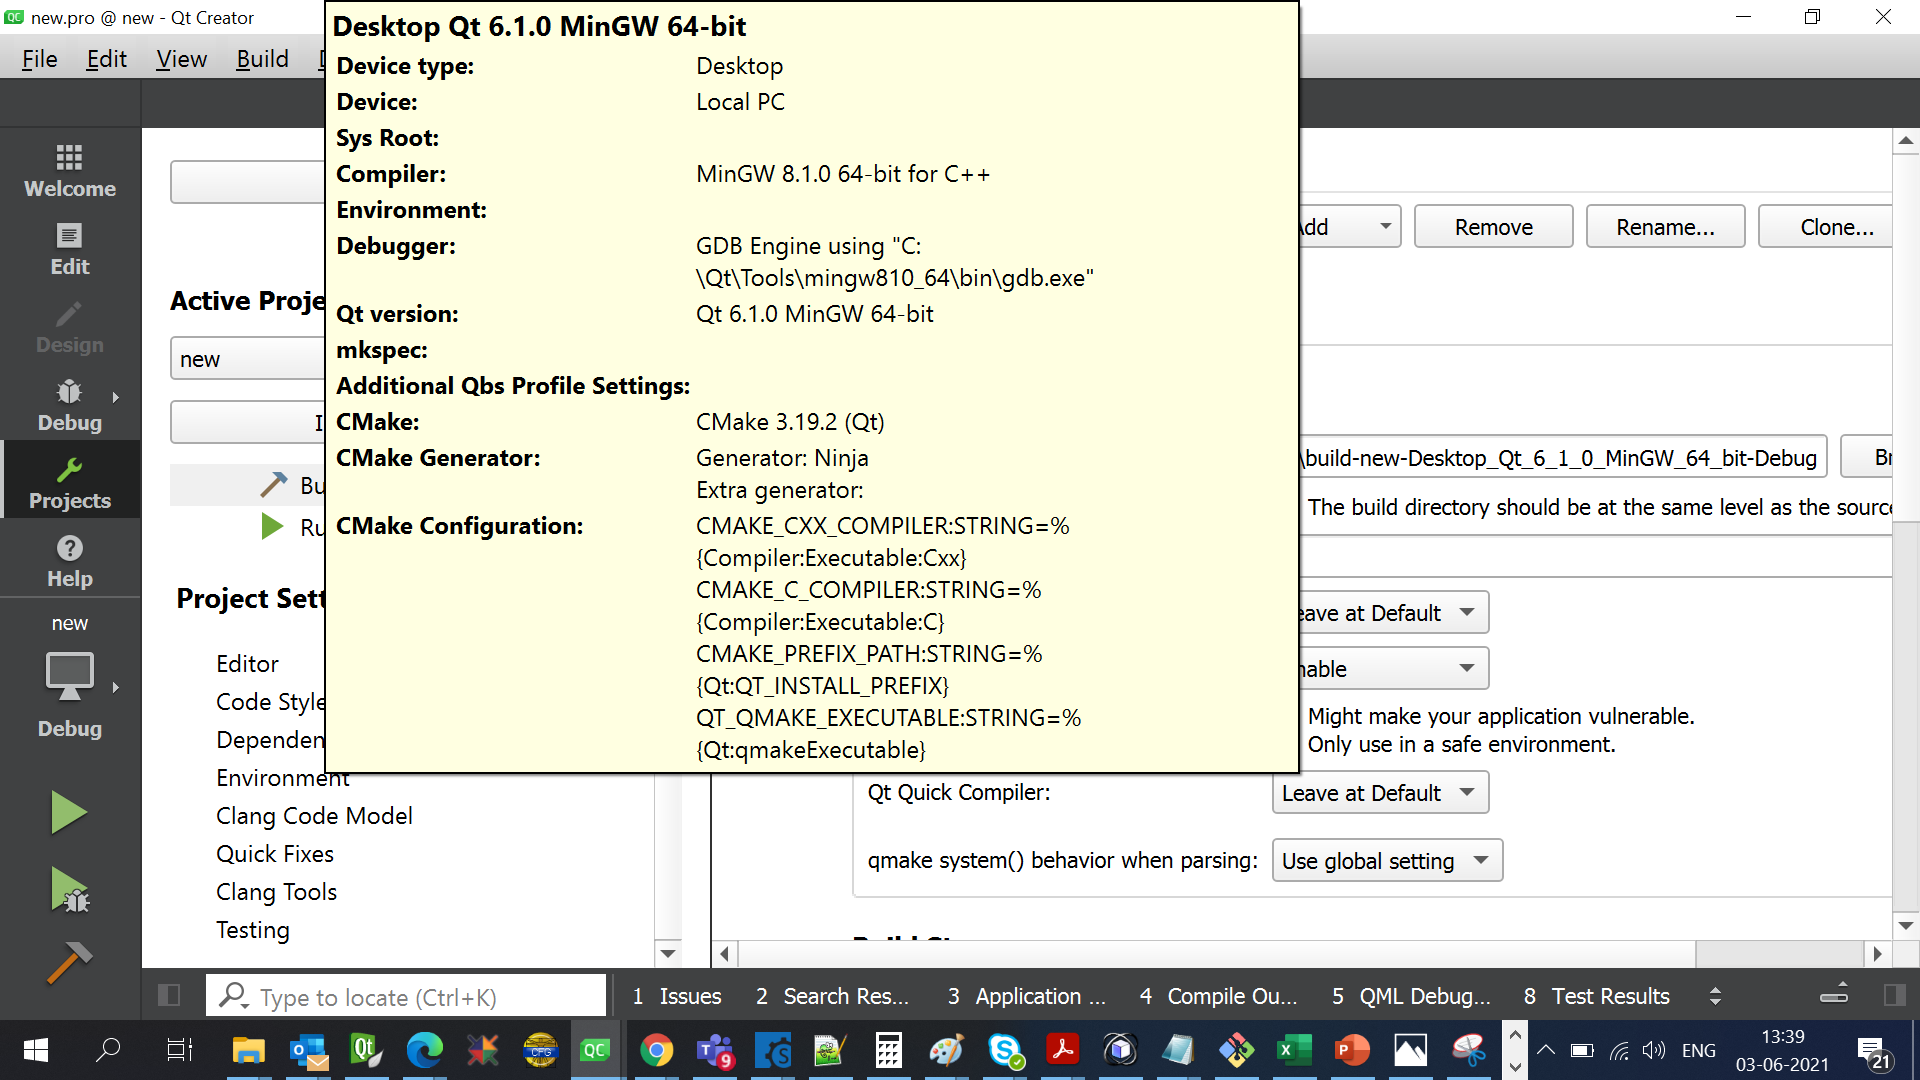 new.pro @ new - Qt Creator
File Edit View Build
Desktop Qt 6.1.0 MinGW 64-bit
Device type: Desktop
Device: Local PC
Sys Root:
Compiler: MinGW 8.1.0 64-bit for C++
Environment:
Debugger: GDB Engine using "C:
\Qt\Tools\mingw810_64\bin\gdb.exe"
Qt version: Qt 6.1.0 MinGW 64-bit
mkspec:
Additional Qbs Profile Settings:
CMake: CMake 3.19.2 (Qt)
CMake Generator: Generator: Ninja
Extra generator:
CMake Configuration: CMAKE_CXX_COMPILER:STRING=%
{Compiler:Executable:Cxx}
CMAKE_C_COMPILER:STRING=%
{Compiler:Executable:C}
CMAKE_PREFIX_PATH:STRING=%
{Qt:QT_INSTALL_PREFIX}
QT_QMAKE_EXECUTABLE:STRING=%
{Qt:qmakeExecutable}
Welcome
Edit
Design
Debug
Projects
Help
new
Debug
Active Proje
new
I
Bu
Ru
Project Sett
Editor
Code Style
Dependen
Environment
Clang Code Model
Quick Fixes
Clang Tools
Testing
dd Remove Rename... Clone...
\build-new-Desktop_Qt_6_1_0_MinGW_64_bit-Debug Br
The build directory should be at the same level as the source
eave at Default
nable
Might make your application vulnerable.
Only use in a safe environment.
Qt Quick Compiler: Leave at Default
qmake system() behavior when parsing: Use global setting
Type to locate (Ctrl+K) 1 Issues 2 Search Res... 3 Application ... 4 Compile Ou... 5 QML Debug... 8 Test Results
QC
CFG
9
ENG
13:39
03-06-2021
21